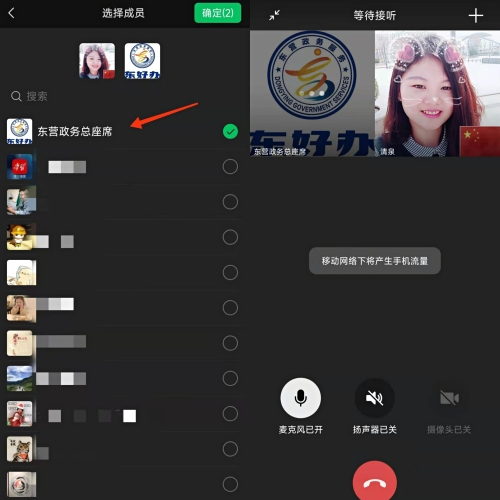 选择成员
确定(2)
搜索
东营政务总座席
等待接听
东营政务服务
DONGYING GOVERNMENT SERVICES
东好办
东营政务总座席
清泉
移动网络下将产生手机流量
麦克风已开
扬声器已关
摄像头已关